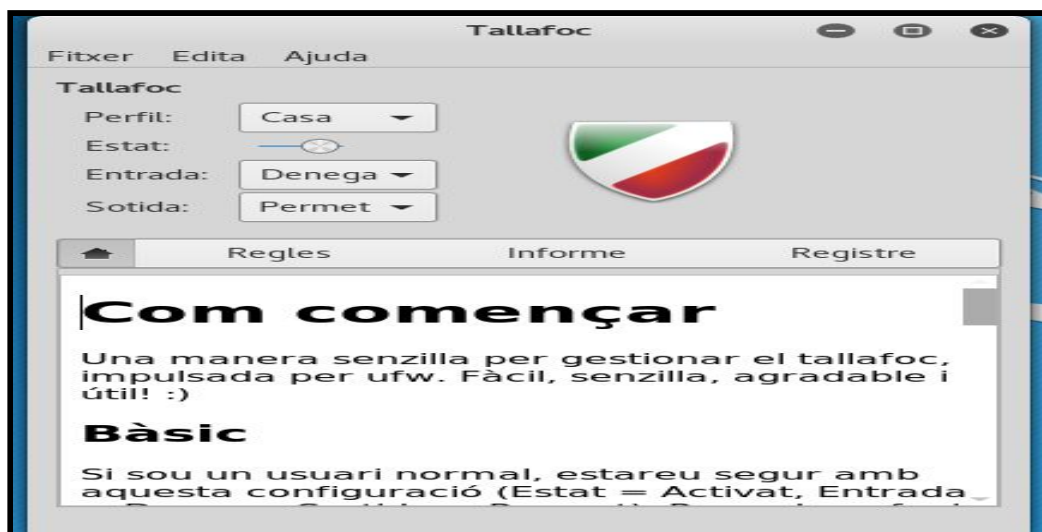 Tallafoc
Fitxer Edita Ajuda
Tallafoc
Perfil: Casa
Estat:
Entrada: Denega
Sotida: Permet
Regles Informe Registre
Com començar
Una manera senzilla per gestionar el tallafoc,
impulsada per ufw. Fàcil, senzilla, agradable i
útil! :)
Bàsic
Si sou un usuari normal, estareu segur amb
aquesta configuració (Estat = Activat, Entrada